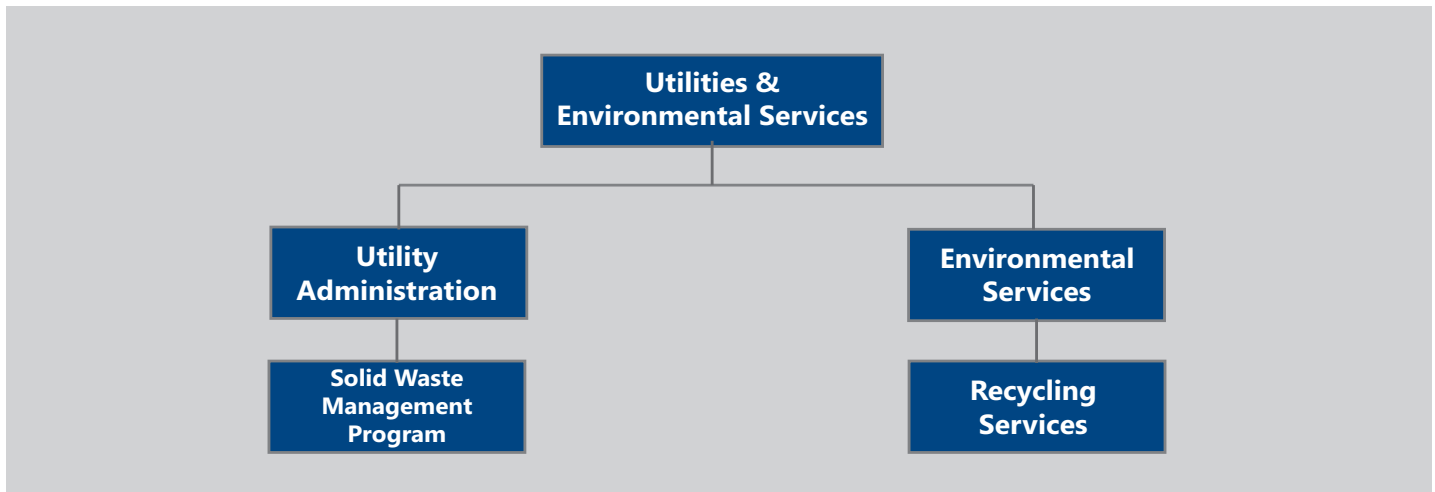 Utilities &
Environmental Services
Utility
Administration
Environmental
Services
Solid Waste
Management
Program
Recycling
Services